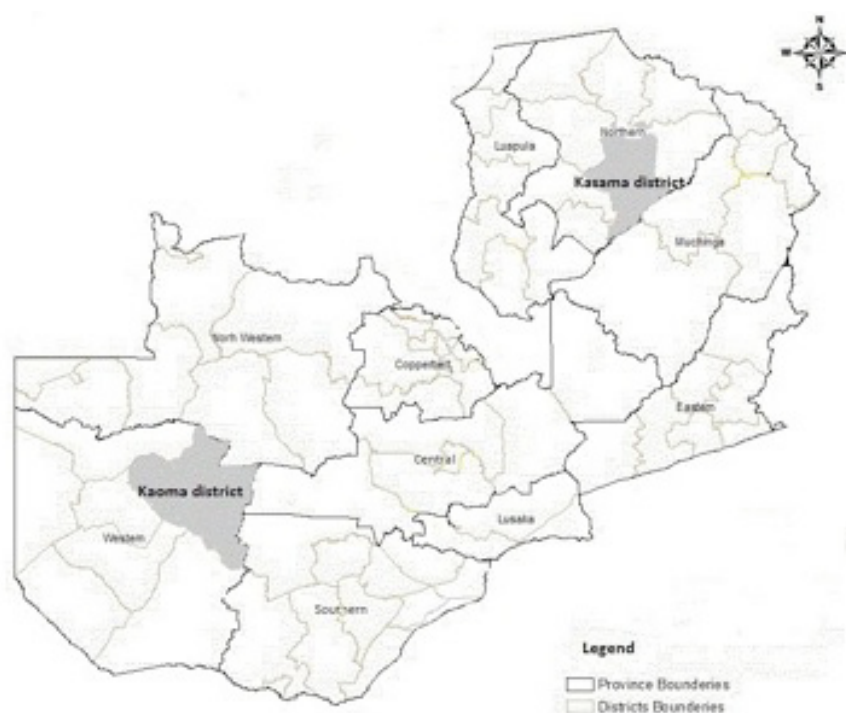 N
W
S
Northern
Luapula
Kasama district
Muchinga
Norh Western
Copperbelt
Eastern
Central
Kaoma district
Lusaka
Western
Southern
Legend
Province Bounderies
Districts Bounderies